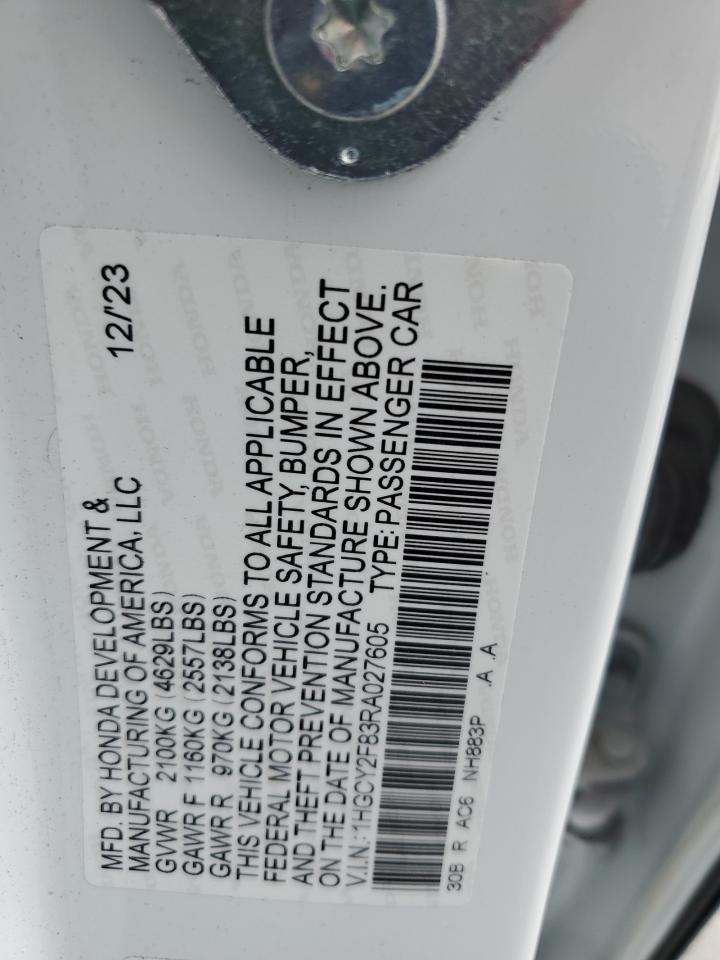 MFD. BY HONDA DEVELOPMENT & 12/'23
MANUFACTURING OF AMERICA, LLC
GVWR 2100KG (4629LBS)
GAWR F 1160KG (2557LBS)
GAWR R 970KG (2138LBS)
THIS VEHICLE CONFORMS TO ALL APPLICABLE
FEDERAL MOTOR VEHICLE SAFETY, BUMPER,
AND THEFT PREVENTION STANDARDS IN EFFECT
ON THE DATE OF MANUFACTURE SHOWN ABOVE.
V.I.N.:1HGCY2FB3RA027605 TYPE:PASSENGER CAR
30B R AC6 NH883P .A .A